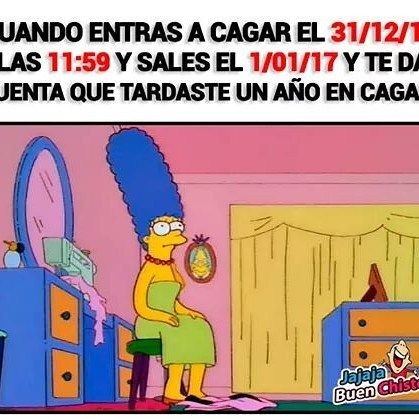 UANDO ENTRAS A CAGAR EL 31/12/1
LAS 11:59 Y SALES EL 1/01/17 Y TE DA
UENTA QUE TARDASTE UN AÑO EN CAGA
Jajaja
Buen Chiste